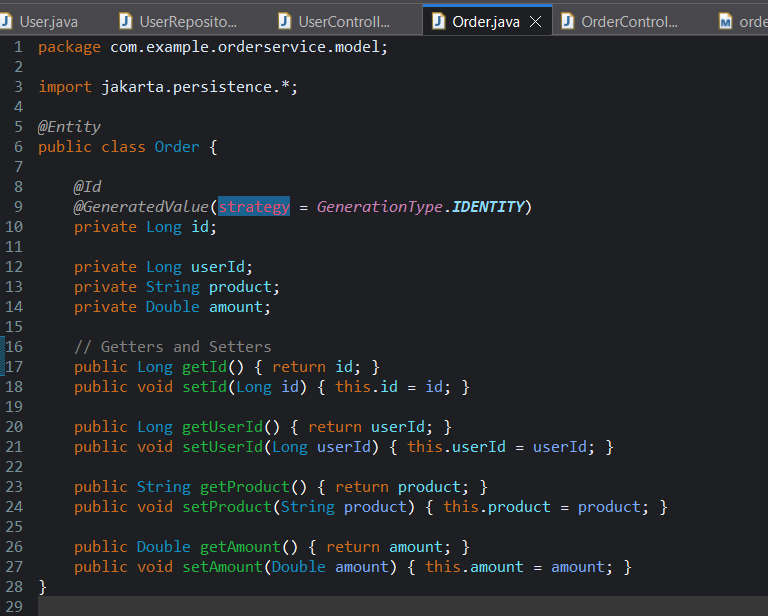 User.java UserReposito... UserControll... Order.java OrderControl... orde
1 package com.example.orderservice.model;
2
3 import jakarta.persistence.*;
4
5 @Entity
6 public class Order {
7
8     @Id
9     @GeneratedValue(strategy = GenerationType.IDENTITY)
10     private Long id;
11
12     private Long userId;
13     private String product;
14     private Double amount;
15
16     // Getters and Setters
17     public Long getId() { return id; }
18     public void setId(Long id) { this.id = id; }
19
20     public Long getUserId() { return userId; }
21     public void setUserId(Long userId) { this.userId = userId; }
22
23     public String getProduct() { return product; }
24     public void setProduct(String product) { this.product = product; }
25
26     public Double getAmount() { return amount; }
27     public void setAmount(Double amount) { this.amount = amount; }
28 }
29